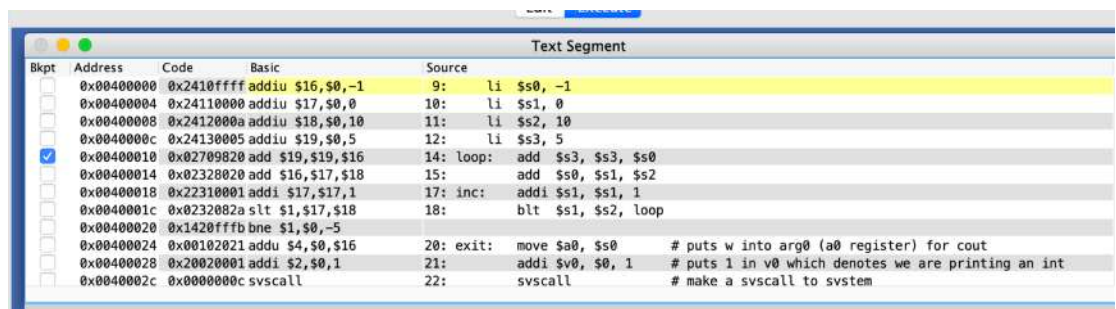 Edit Execute
Text Segment
Bkpt Address Code Basic Source
0x00400000 0x2410ffff addiu $16,$0,-1 9: li $s0, -1
0x00400004 0x24110000 addiu $17,$0,0 10: li $s1, 0
0x00400008 0x2412000a addiu $18,$0,10 11: li $s2, 10
0x0040000c 0x24130005 addiu $19,$0,5 12: li $s3, 5
0x00400010 0x02709820 add $19,$19,$16 14: loop: add $s3, $s3, $s0
0x00400014 0x02328020 add $16,$17,$18 15: add $s0, $s1, $s2
0x00400018 0x22310001 addi $17,$17,1 17: inc: addi $s1, $s1, 1
0x0040001c 0x0232082a slt $1,$17,$18 18: blt $s1, $s2, loop
0x00400020 0x1420fffb bne $1,$0,-5
0x00400024 0x00102021 addu $4,$0,$16 20: exit: move $a0, $s0 # puts w into arg0 (a0 register) for cout
0x00400028 0x20020001 addi $2,$0,1 21: addi $v0, $0, 1 # puts 1 in v0 which denotes we are printing an int
0x0040002c 0x0000000c syscall 22: syscall # make a syscall to system